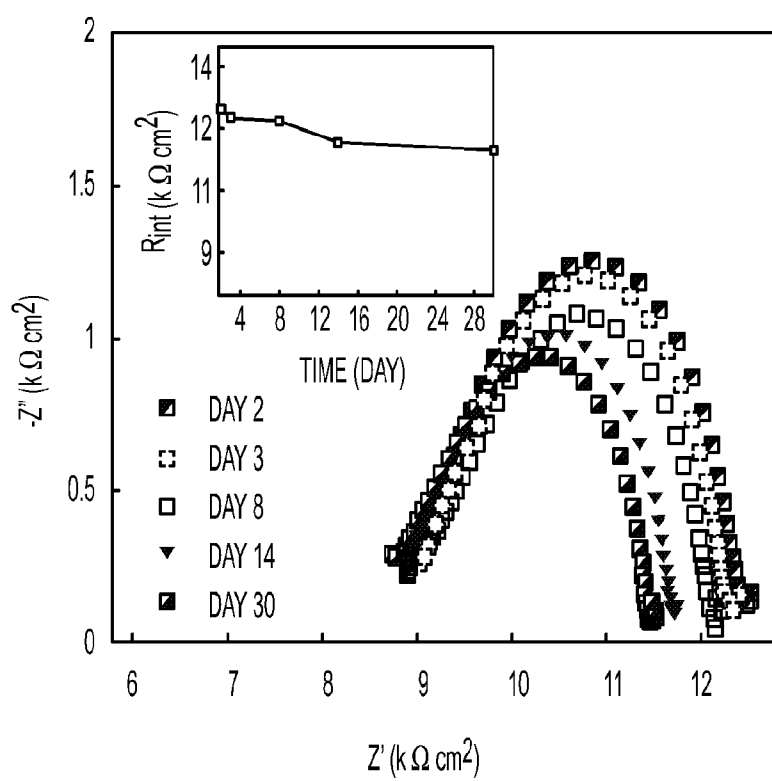 2
1.5
1
0.5
0
-Z" (k Ω cm2)
14
12
11
9
Rint (k Ω cm2)
4 8 12 16 20 24 28
TIME (DAY)
DAY 2
DAY 3
DAY 8
DAY 14
DAY 30
6 7 8 9 10 11 12
Z' (k Ω cm2)